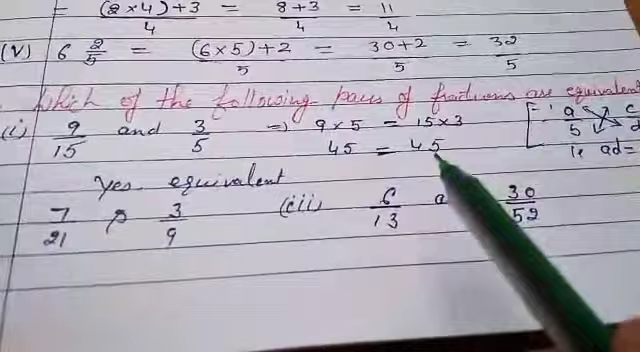 = (2×4)+3/4 = 8+3/4 = 11/4
(V) 6 2/5 = (6×5)+2/5 = 30+2/5 = 32/5
Which of the following pairs of fractions are equivalent
(i) 9/15 and 3/5 => 9×5 = 15×3
45 = 45
ie ad=
Yes equivalent
7/21 & 3/9 (iii) 6/13 30/52